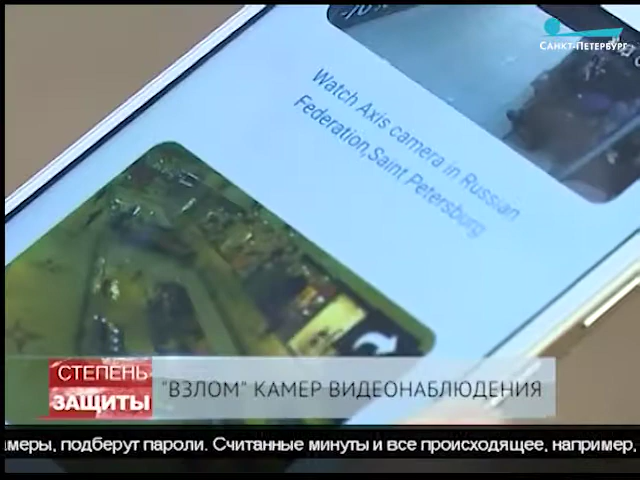 САНКТ-ПЕТЕРБУРГ
Watch Axis camera in Russian
Federation,Saint Petersburg
СТЕПЕНЬ
ЗАЩИТЫ
"ВЗЛОМ" КАМЕР ВИДЕОНАБЛЮДЕНИЯ
амеры, подберут пароли. Считанные минуты и все происходящее, например,